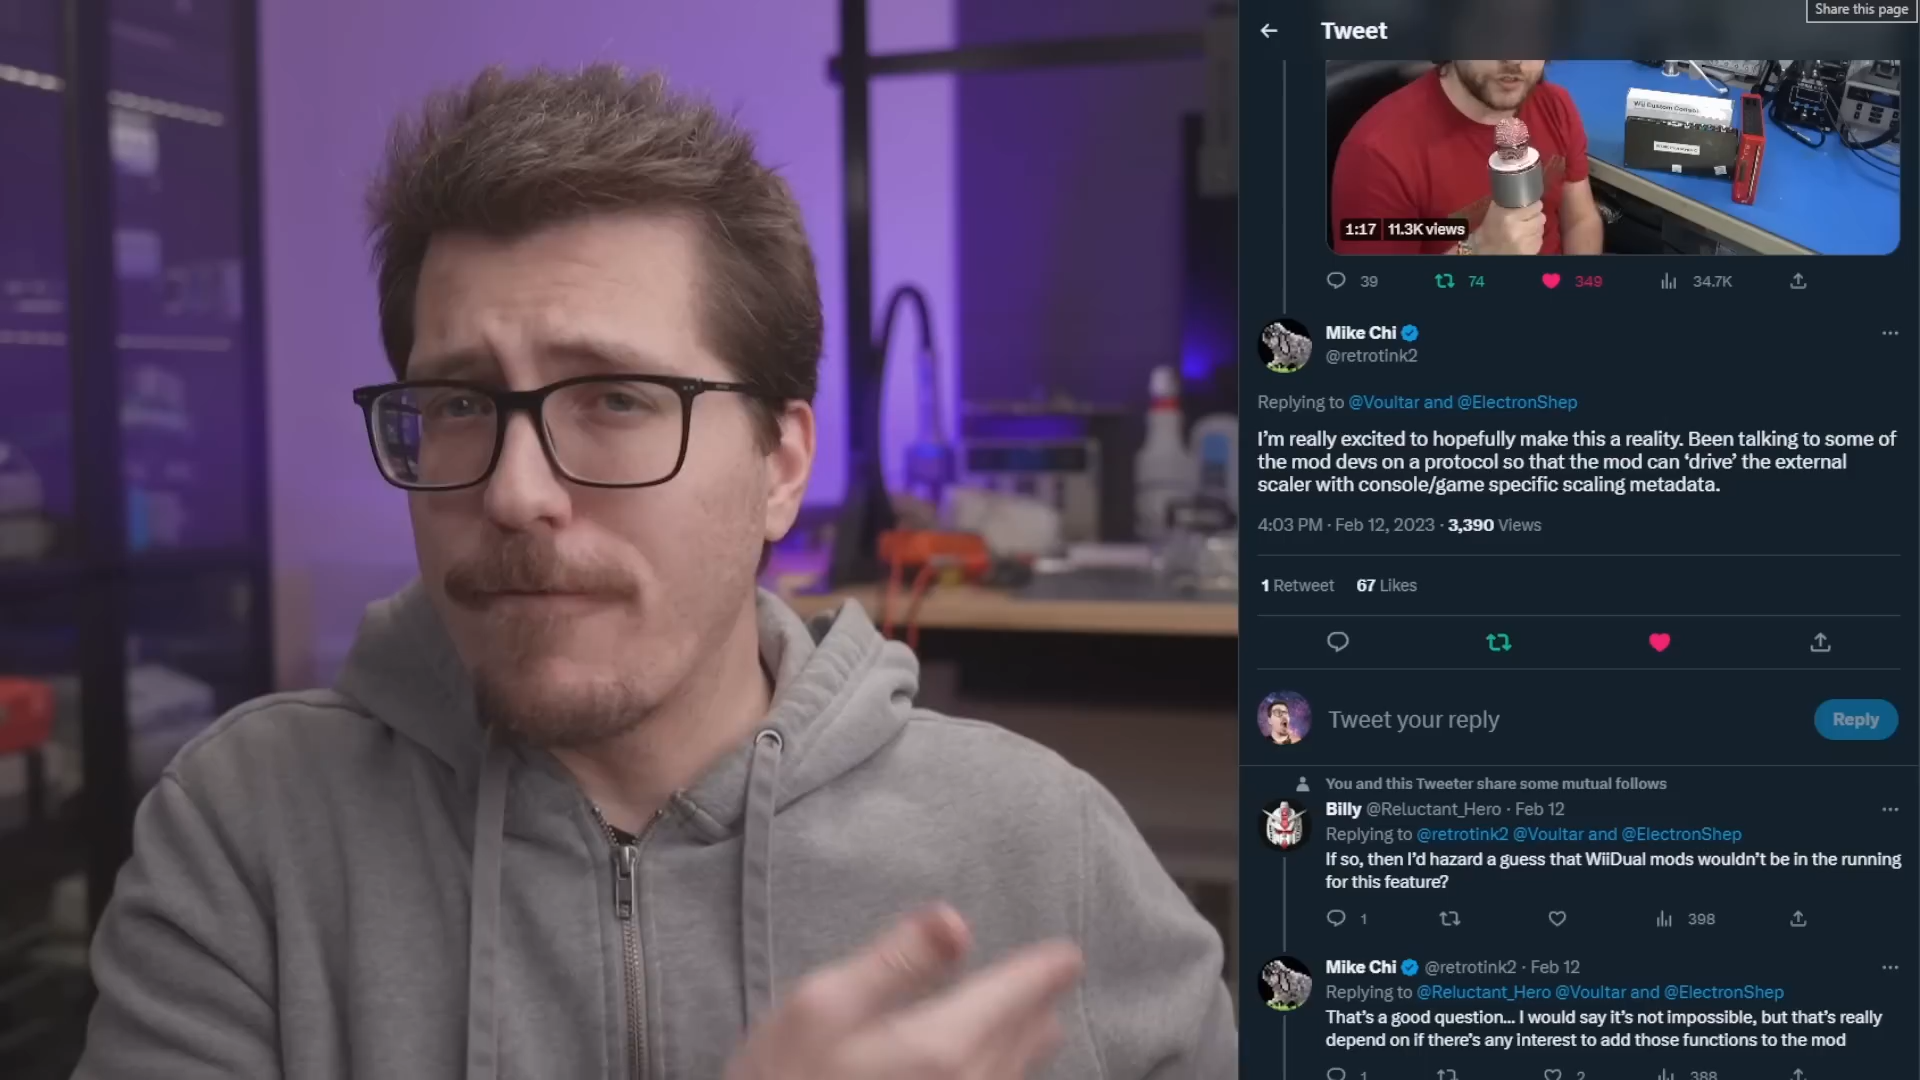 Share this page
Tweet
Wii Custom
1:17 11.3K views
39 74 349 34.7K
Mike Chi
@retrotink2
Replying to @Voultar and @ElectronShep
I’m really excited to hopefully make this a reality. Been talking to some of
the mod devs on a protocol so that the mod can ‘drive’ the external
scaler with console/game specific scaling metadata.
4:03 PM · Feb 12, 2023 · 3,390 Views
1 Retweet 67 Likes
Tweet your reply Reply
You and this Tweeter share some mutual follows
Billy @Reluctant_Hero · Feb 12
Replying to @retrotink2 @Voultar and @ElectronShep
If so, then I’d hazard a guess that WiiDual mods wouldn’t be in the running
for this feature?
1 398
Mike Chi @retrotink2 · Feb 12
Replying to @Reluctant_Hero @Voultar and @ElectronShep
That’s a good question... I would say it’s not impossible, but that’s really
depend on if there’s any interest to add those functions to the mod
1 2 388